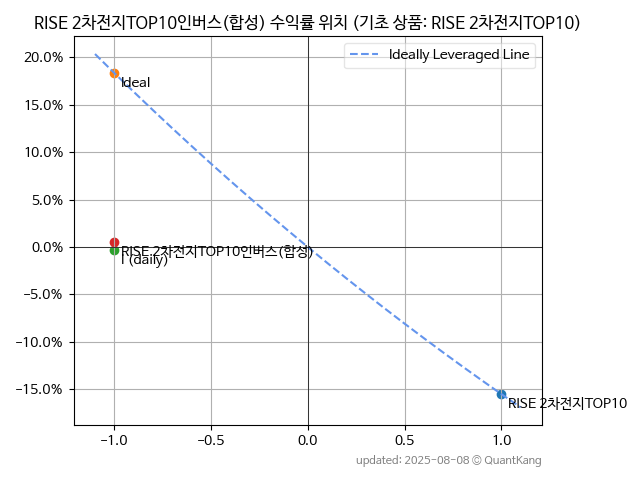 RISE 2차전지TOP10인버스(합성) 수익률 위치 (기초 상품: RISE 2차전지TOP10)
Ideally Leveraged Line
20.0%
15.0%
10.0%
5.0%
0.0%
−5.0%
−10.0%
−15.0%
Ideal
RISE 2차전지TOP10인버스(합성)
I (daily)
RISE 2차전지TOP10
−1.0
−0.5
0.0
0.5
1.0
updated: 2025-08-08 © QuantKang